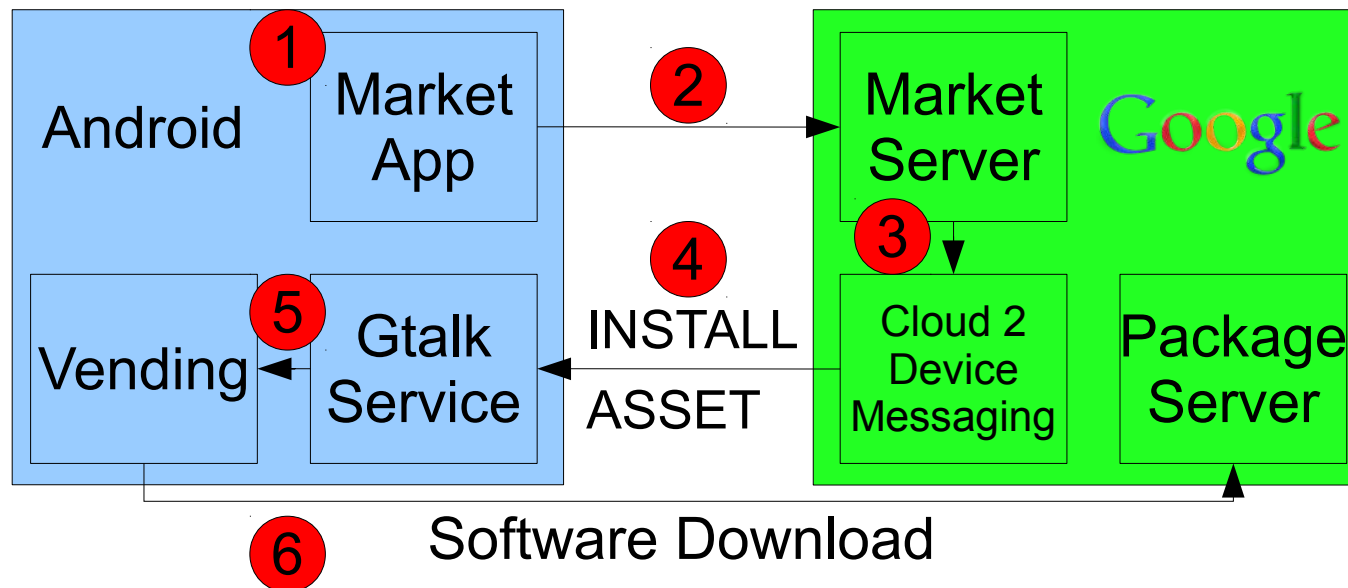 1
Android
Market
App
2
Market
Server
Google
3
4
INSTALL
ASSET
5
Vending
Gtalk
Service
Cloud 2
Device
Messaging
Package
Server
6
Software Download